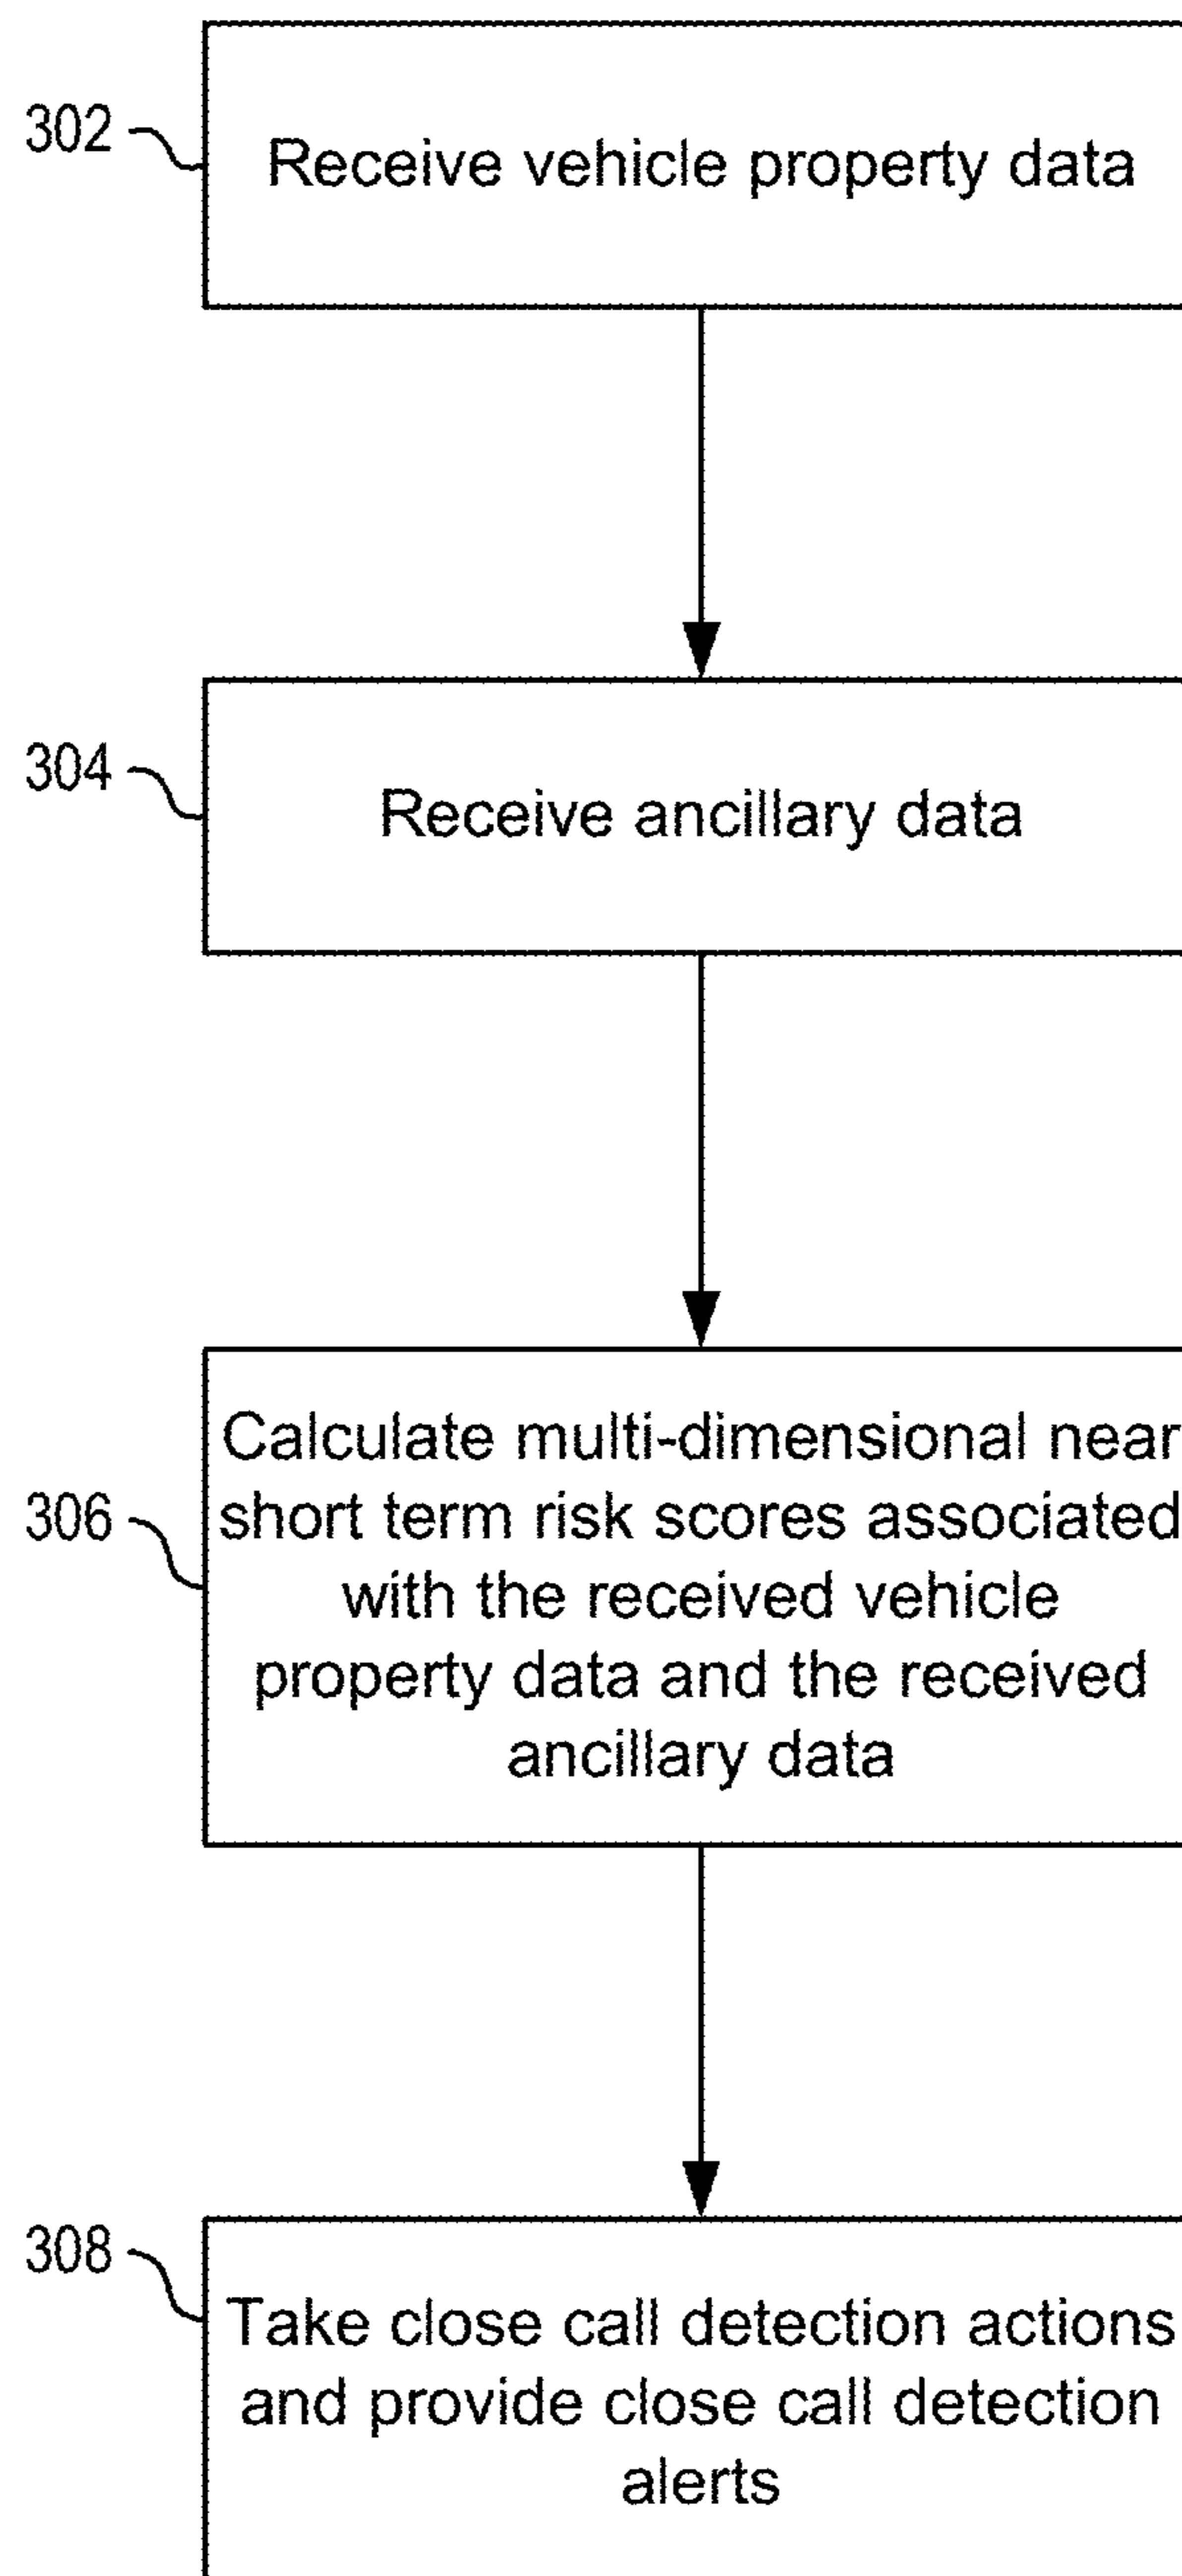 302
Receive vehicle property data
304
Receive ancillary data
306
Calculate multi-dimensional near
short term risk scores associated
with the received vehicle
property data and the received
ancillary data
308
Take close call detection actions
and provide close call detection
alerts